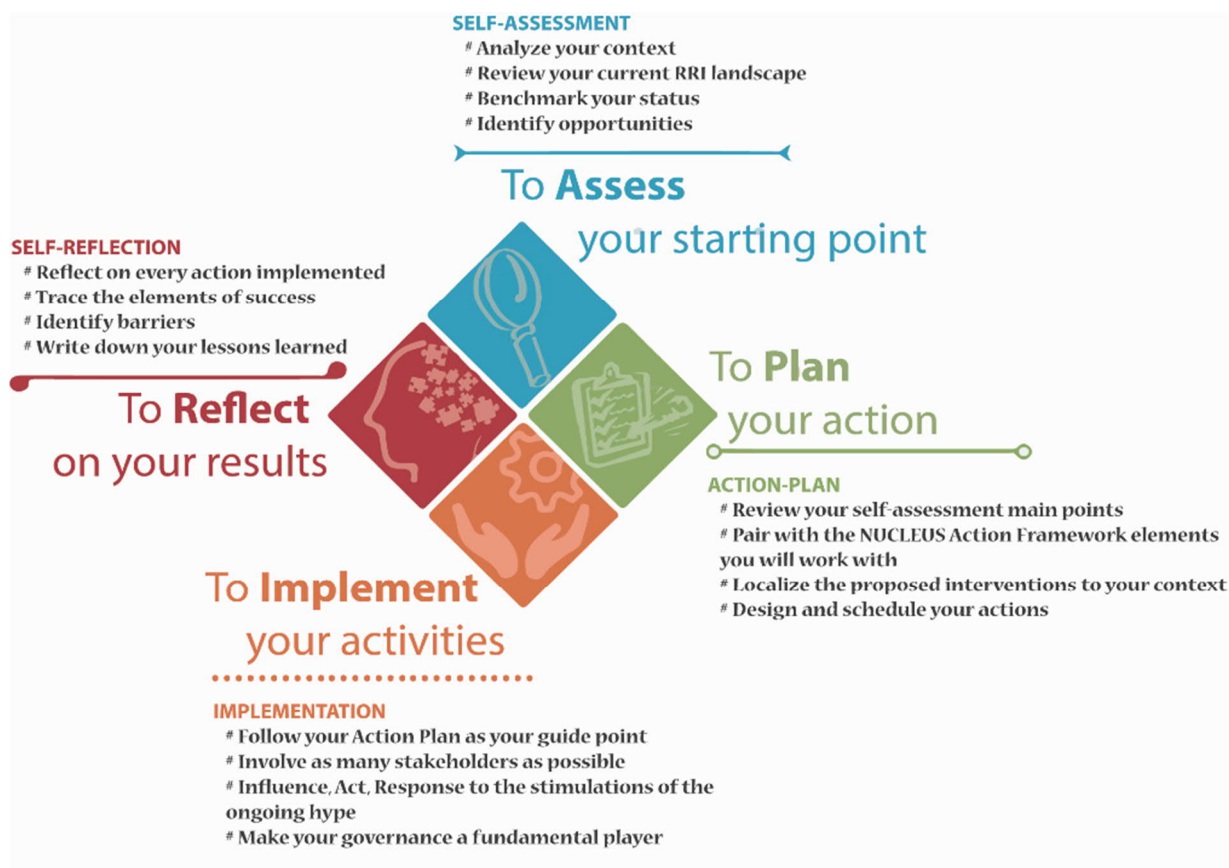 SELF-ASSESSMENT
# Analyze your context
# Review your current RRI landscape
# Benchmark your status
# Identify opportunities
To Assess
your starting point
SELF-REFLECTION
# Reflect on every action implemented
# Trace the elements of success
# Identify barriers
# Write down your lessons learned
To Reflect
on your results
To Plan
your action
ACTION-PLAN
# Review your self-assessment main points
# Pair with the NUCLEUS Action Framework elements
you will work with
# Localize the proposed interventions to your context
# Design and schedule your actions
To Implement
your activities
IMPLEMENTATION
# Follow your Action Plan as your guide point
# Involve as many stakeholders as possible
# Influence, Act, Response to the stimulations of the
ongoing hype
# Make your governance a fundamental player